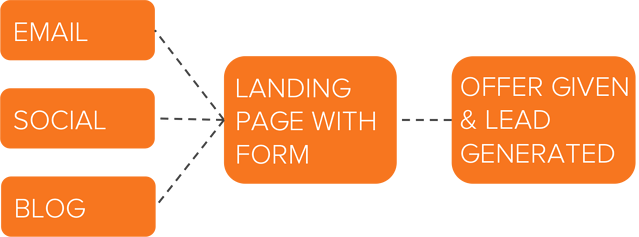 EMAIL
SOCIAL
BLOG
LANDING
PAGE WITH
FORM
OFFER GIVEN
& LEAD
GENERATED